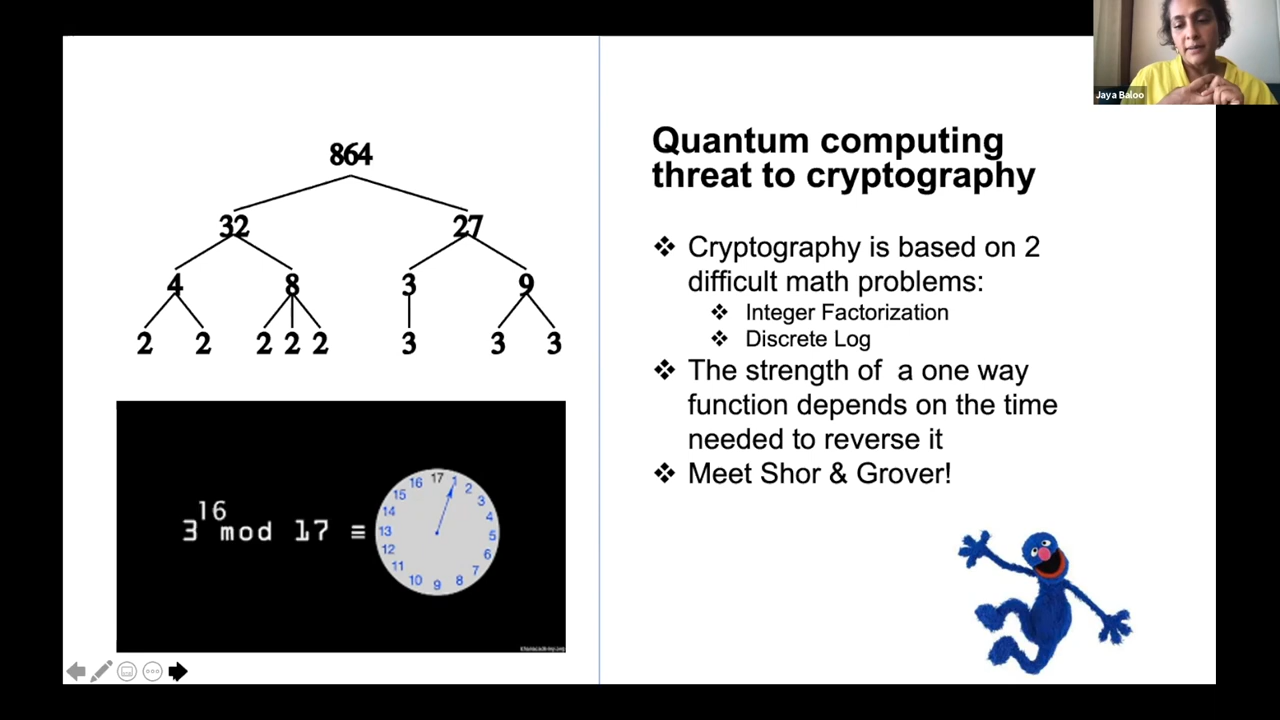 Jaya Baloo
864
32 27
4 8 3 9
2 2 2 2 2 3 3 3
3^16 mod 17 ≡
17 1 2 3 4 5 6 7 8 9 10 11 12 13 14 15 16
Quantum computing
threat to cryptography
❖ Cryptography is based on 2
difficult math problems:
❖ Integer Factorization
❖ Discrete Log
❖ The strength of a one way
function depends on the time
needed to reverse it
❖ Meet Shor & Grover!